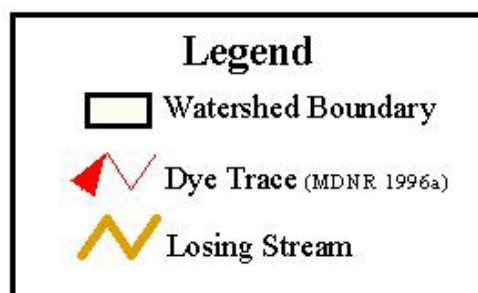 Legend
Watershed Boundary
Dye Trace (MDNR 1996a)
Losing Stream